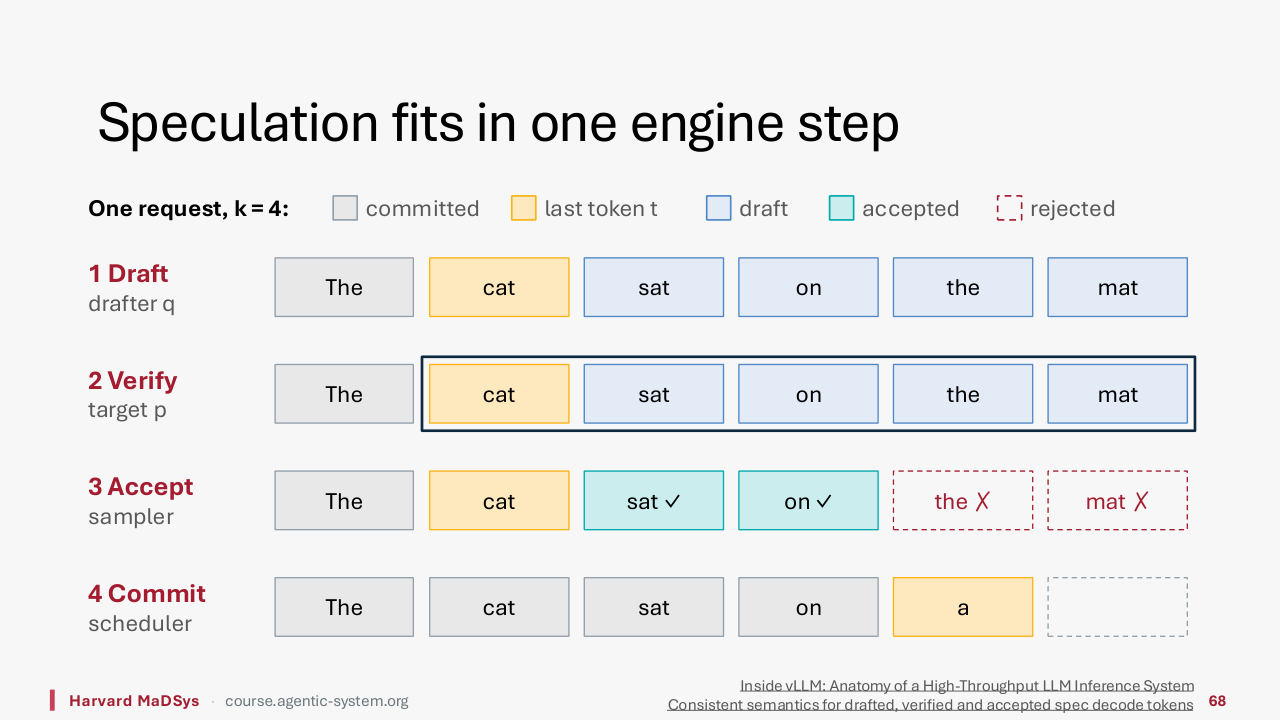 Speculation fits in one engine step
One request, k = 4: committed last token t draft accepted rejected
1 Draft
drafter q
The cat sat on the mat
2 Verify
target p
The cat sat on the mat
3 Accept
sampler
The cat sat ✓ on ✓ the ✗ mat ✗
4 Commit
scheduler
The cat sat on a
Harvard MaDSys · course.agentic-system.org
Inside vLLM: Anatomy of a High-Throughput LLM Inference System
Consistent semantics for drafted, verified and accepted spec decode tokens
68